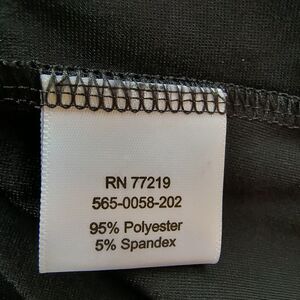 RN 77219
565-0058-202
95% Polyester
5% Spandex